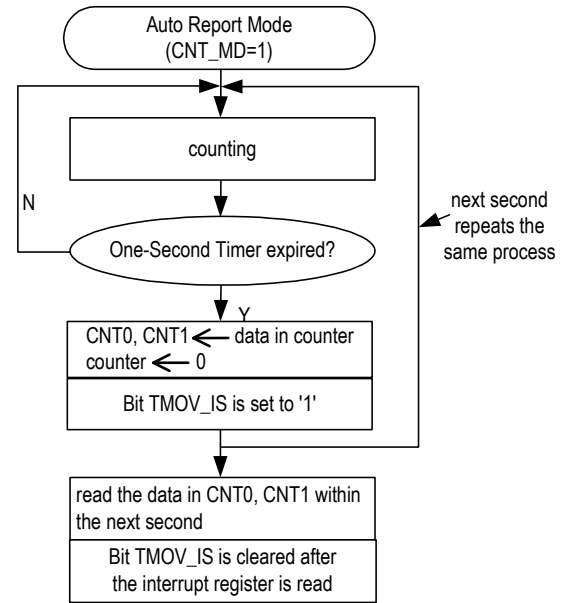 Auto Report Mode
(CNT_MD=1)
counting
N
next second
repeats the
same process
One-Second Timer expired?
Y
CNT0, CNT1 ← data in counter
counter ← 0
Bit TMOV_IS is set to '1'
read the data in CNT0, CNT1 within
the next second
Bit TMOV_IS is cleared after
the interrupt register is read